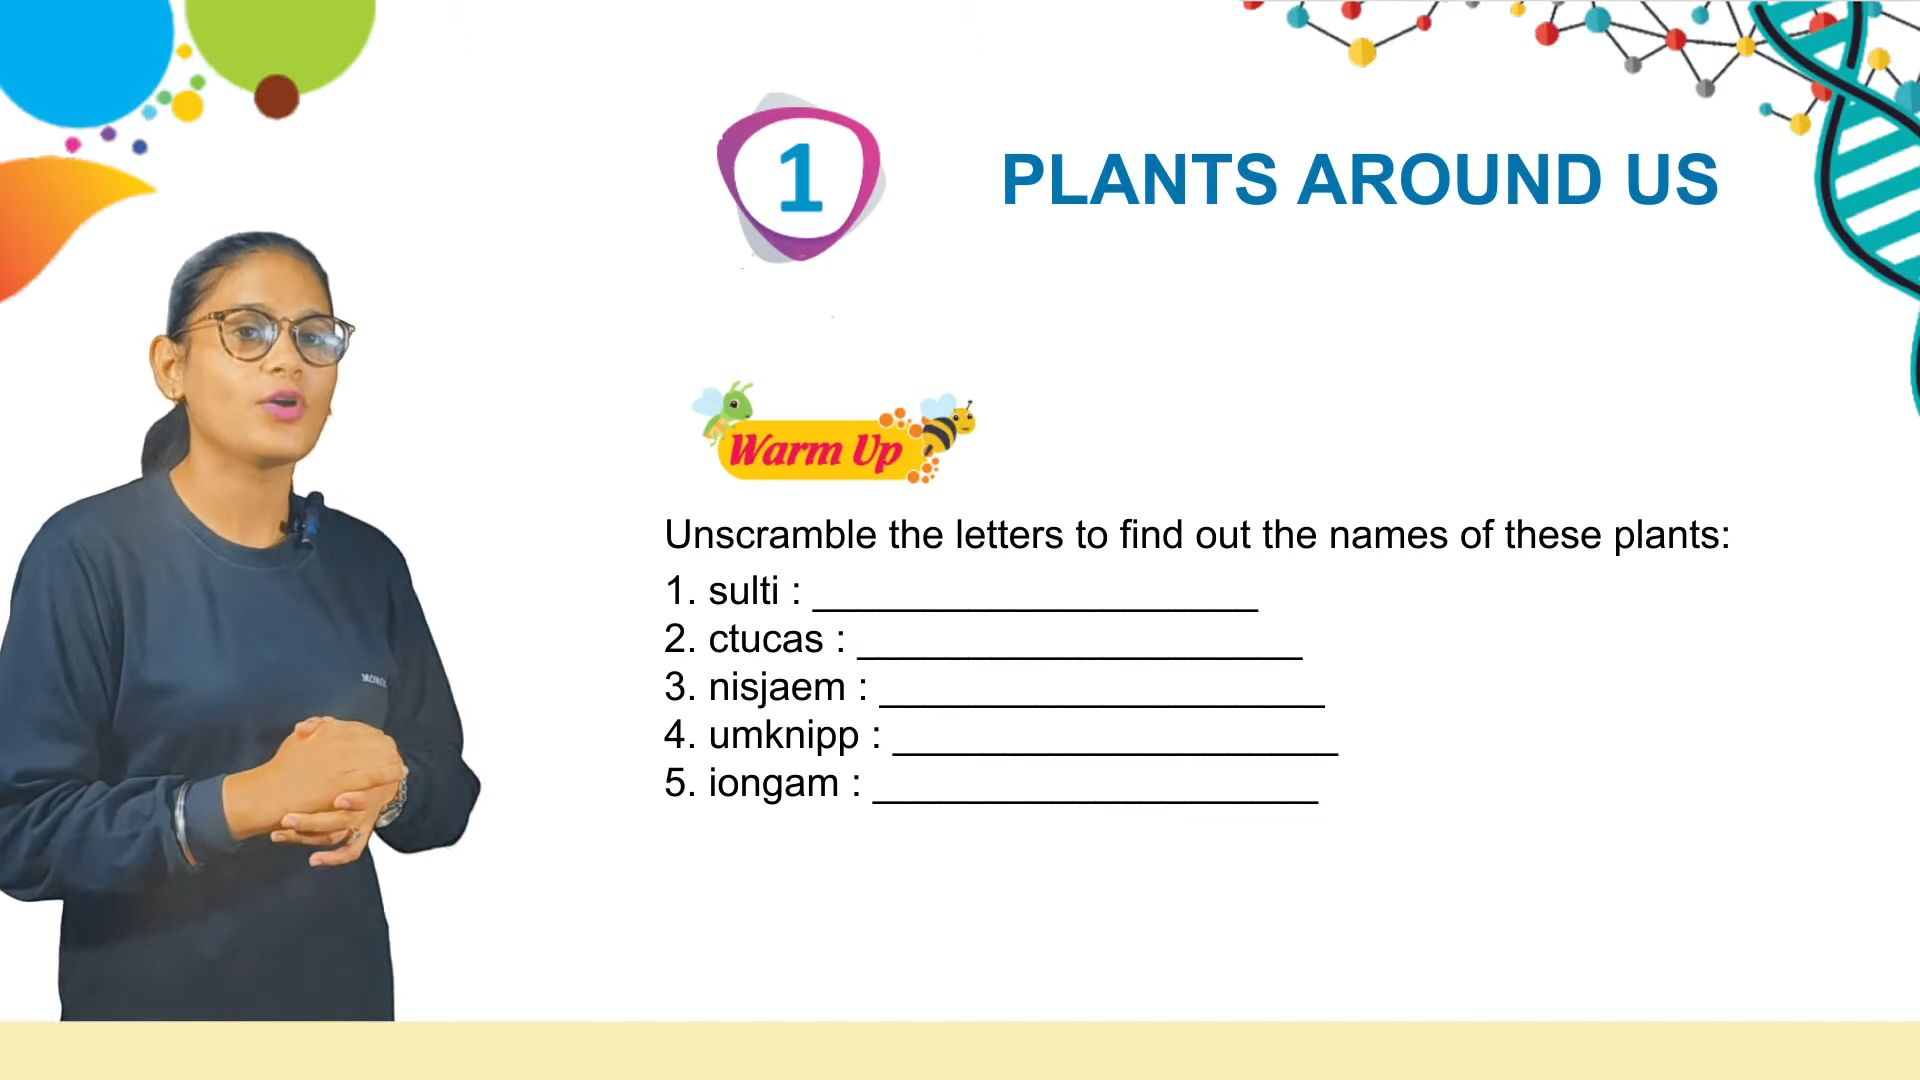 1
PLANTS AROUND US
Warm Up
Unscramble the letters to find out the names of these plants:
1. sulti : ____________________
2. ctucas : ____________________
3. nisjaem : ____________________
4. umknipp : ____________________
5. iongam : ____________________